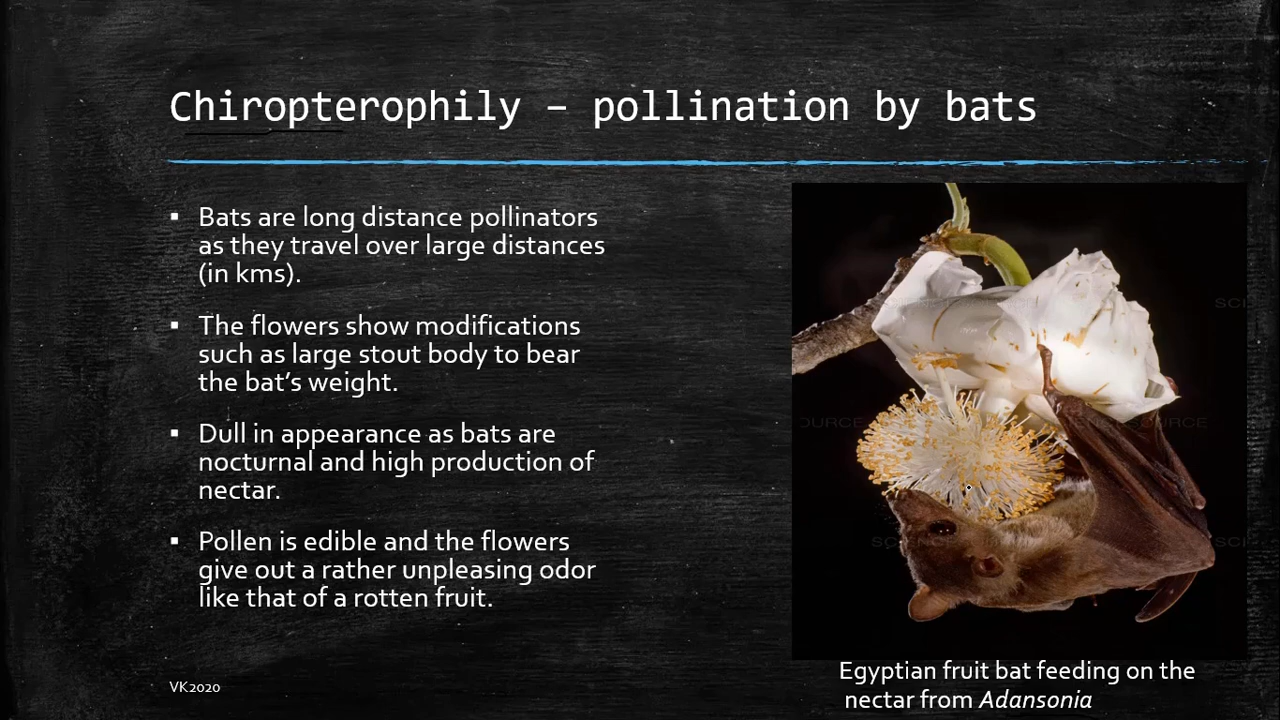 Chiropterophily – pollination by bats
▪ Bats are long distance pollinators
as they travel over large distances
(in kms).
▪ The flowers show modifications
such as large stout body to bear
the bat’s weight.
▪ Dull in appearance as bats are
nocturnal and high production of
nectar.
▪ Pollen is edible and the flowers
give out a rather unpleasing odor
like that of a rotten fruit.
Egyptian fruit bat feeding on the
nectar from Adansonia
VK2020